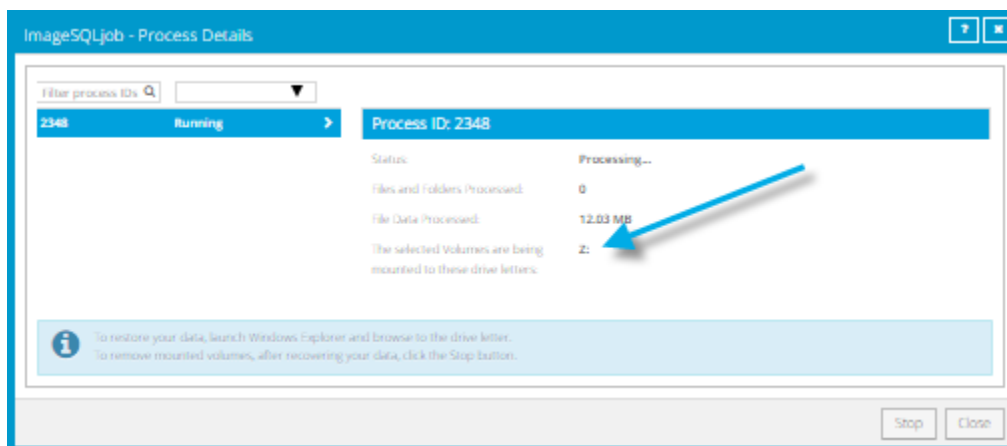 ImageSQLjob - Process Details
?
Filter process IDs
2348 Running
Process ID: 2348
Status: Processing...
Files and Folders Processed: 0
File Data Processed: 12.03 MB
The selected Volumes are being Z:
mounted to these drive letters:
To restore your data, launch Windows Explorer and browse to the drive letter.
To remove mounted volumes, after recovering your data, click the Stop button.
Stop Close